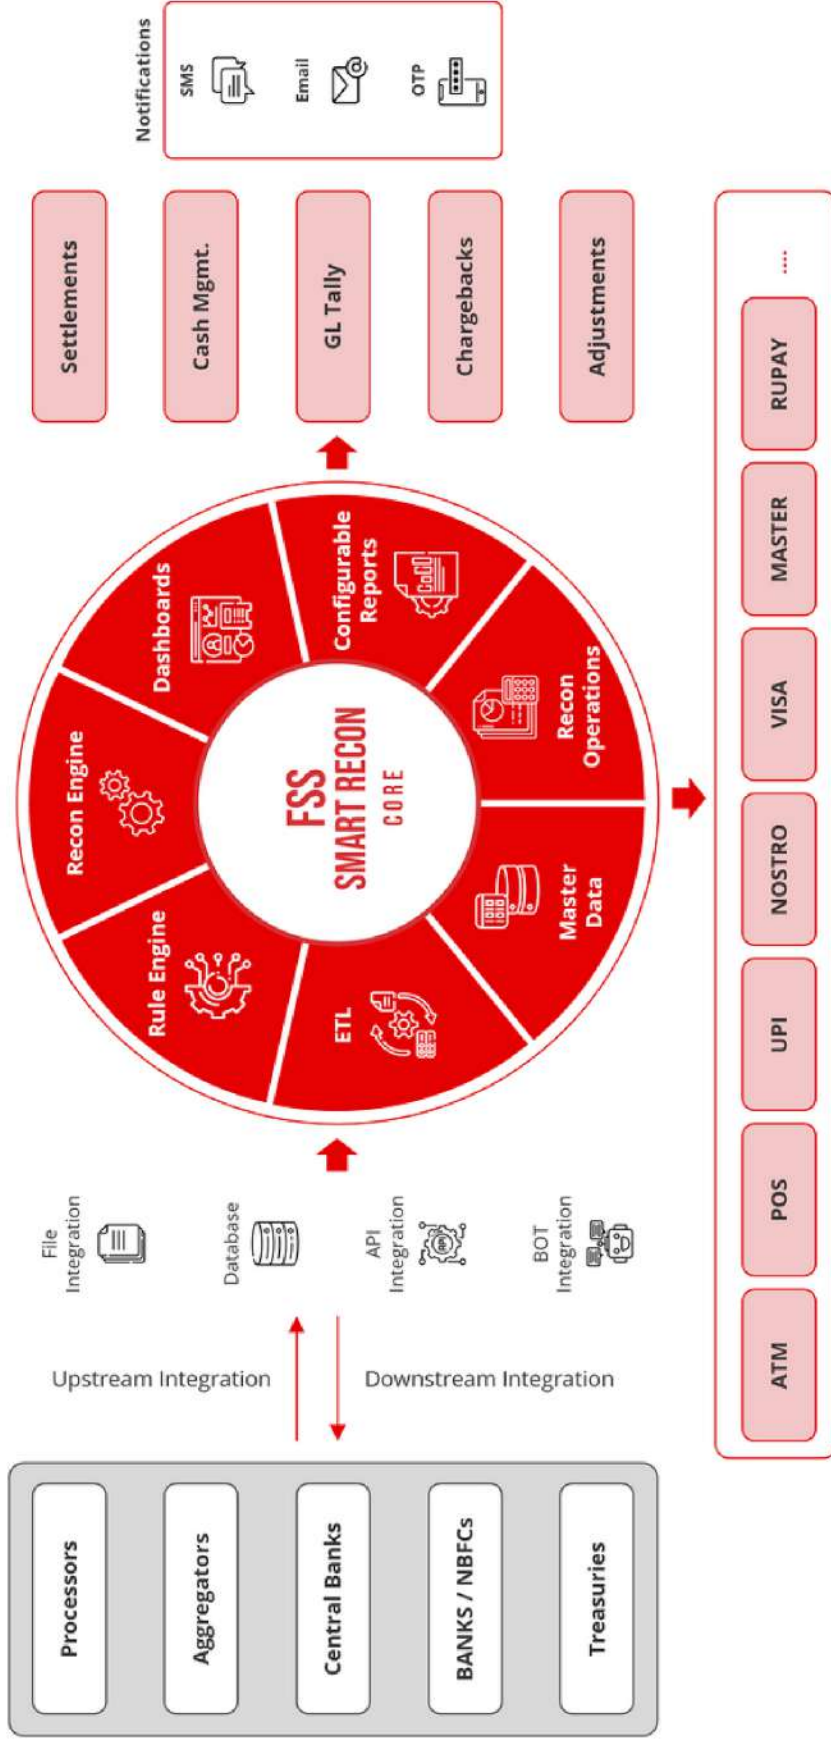 Processors
Aggregators
Central Banks
BANKS / NBFCs
Treasuries
Upstream Integration
Downstream Integration
File
Integration
Database
API
Integration
BOT
Integration
FSS
SMART RECON
CORE
ETL
Rule Engine
Recon Engine
Dashboards
Configurable
Reports
Recon
Operations
Master
Data
Settlements
Cash Mgmt.
GL Tally
Chargebacks
Adjustments
Notifications
SMS
Email
OTP
ATM
POS
UPI
NOSTRO
VISA
MASTER
RUPAY
....